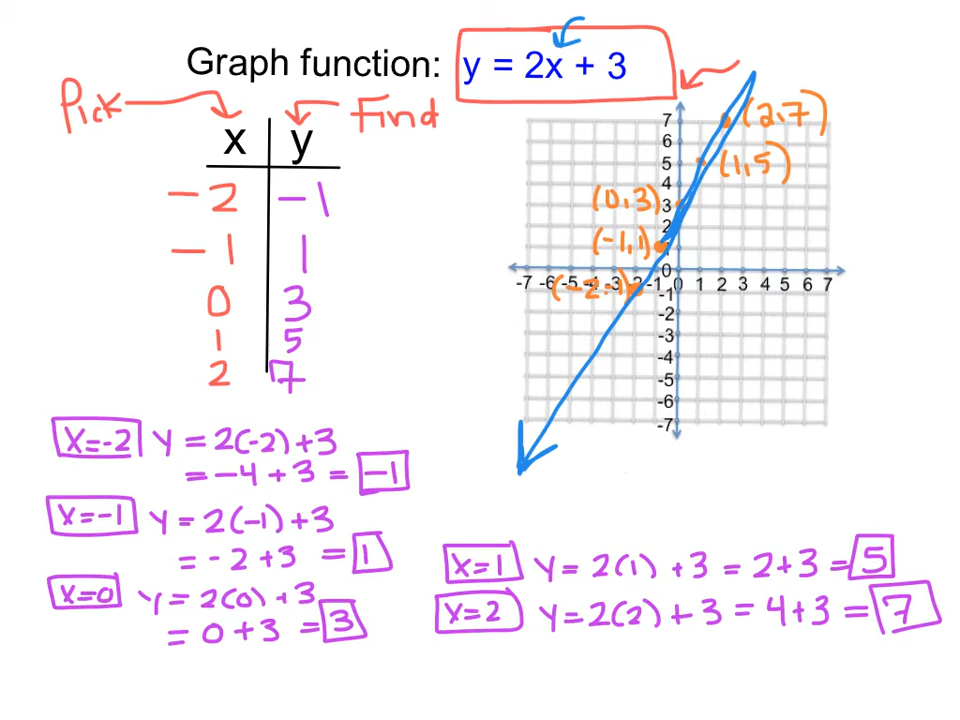 Graph function: y = 2x + 3
Pick
Find
x y
-2 -1
-1 1
0 3
1 5
2 7
7
6
5
4
3
2
1
0
-7 -6 -5 -4 -3 -2 -1 0 1 2 3 4 5 6 7
-1
-2
-3
-4
-5
-6
-7
(2,7)
(1,5)
(0,3)
(-1,1)
(-2,-1)
x=-2 y = 2(-2)+3
= -4+3 = -1
x=-1 y = 2(-1)+3
= -2+3 = 1
x=0 y = 2(0)+3
= 0+3 = 3
x=1 y = 2(1)+3 = 2+3 = 5
x=2 y = 2(2)+3 = 4+3 = 7